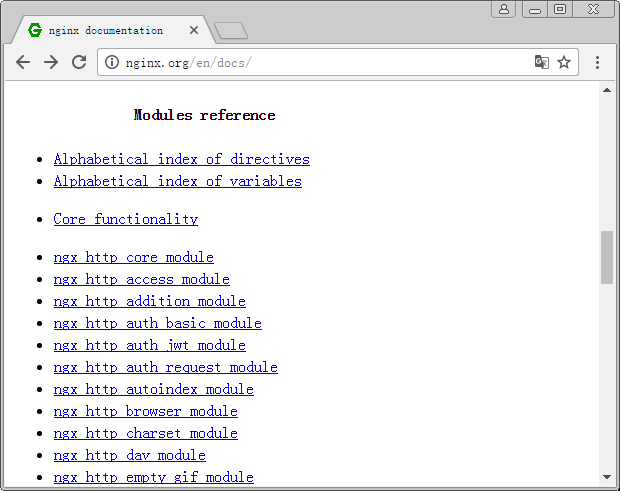 nginx documentation
nginx.org/en/docs/
Modules reference
Alphabetical index of directives
Alphabetical index of variables
Core functionality
ngx_http_core_module
ngx_http_access_module
ngx_http_addition_module
ngx_http_auth_basic_module
ngx_http_auth_jwt_module
ngx_http_auth_request_module
ngx_http_autoindex_module
ngx_http_browser_module
ngx_http_charset_module
ngx_http_dav_module
ngx_http_empty_gif_module